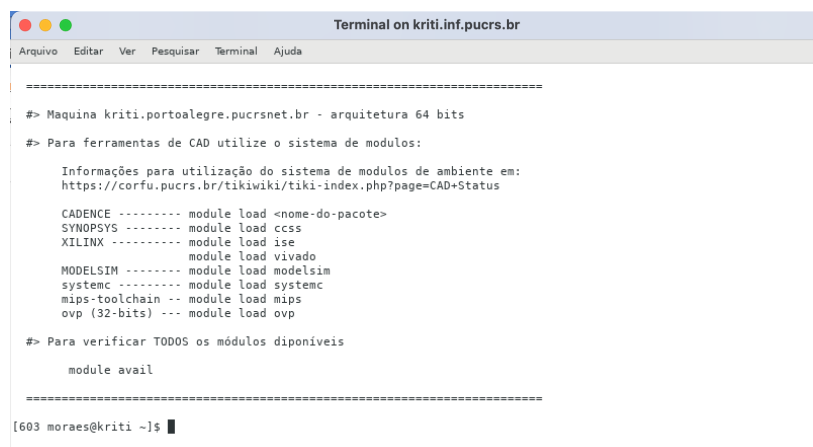 Terminal on kriti.inf.pucrs.br
Arquivo Editar Ver Pesquisar Terminal Ajuda
=========================================================================
#> Maquina kriti.portoalegre.pucrsnet.br - arquitetura 64 bits
#> Para ferramentas de CAD utilize o sistema de modulos:
Informações para utilização do sistema de modulos de ambiente em:
https://corfu.pucrs.br/tikiwiki/tiki-index.php?page=CAD+Status
CADENCE --------- module load <nome-do-pacote>
SYNOPSYS -------- module load ccss
XILINX ---------- module load ise
module load vivado
MODELSIM -------- module load modelsim
systemc --------- module load systemc
mips-toolchain -- module load mips
ovp (32-bits) --- module load ovp
#> Para verificar TODOS os módulos diponíveis
module avail
=========================================================================
[603 moraes@kriti ~]$